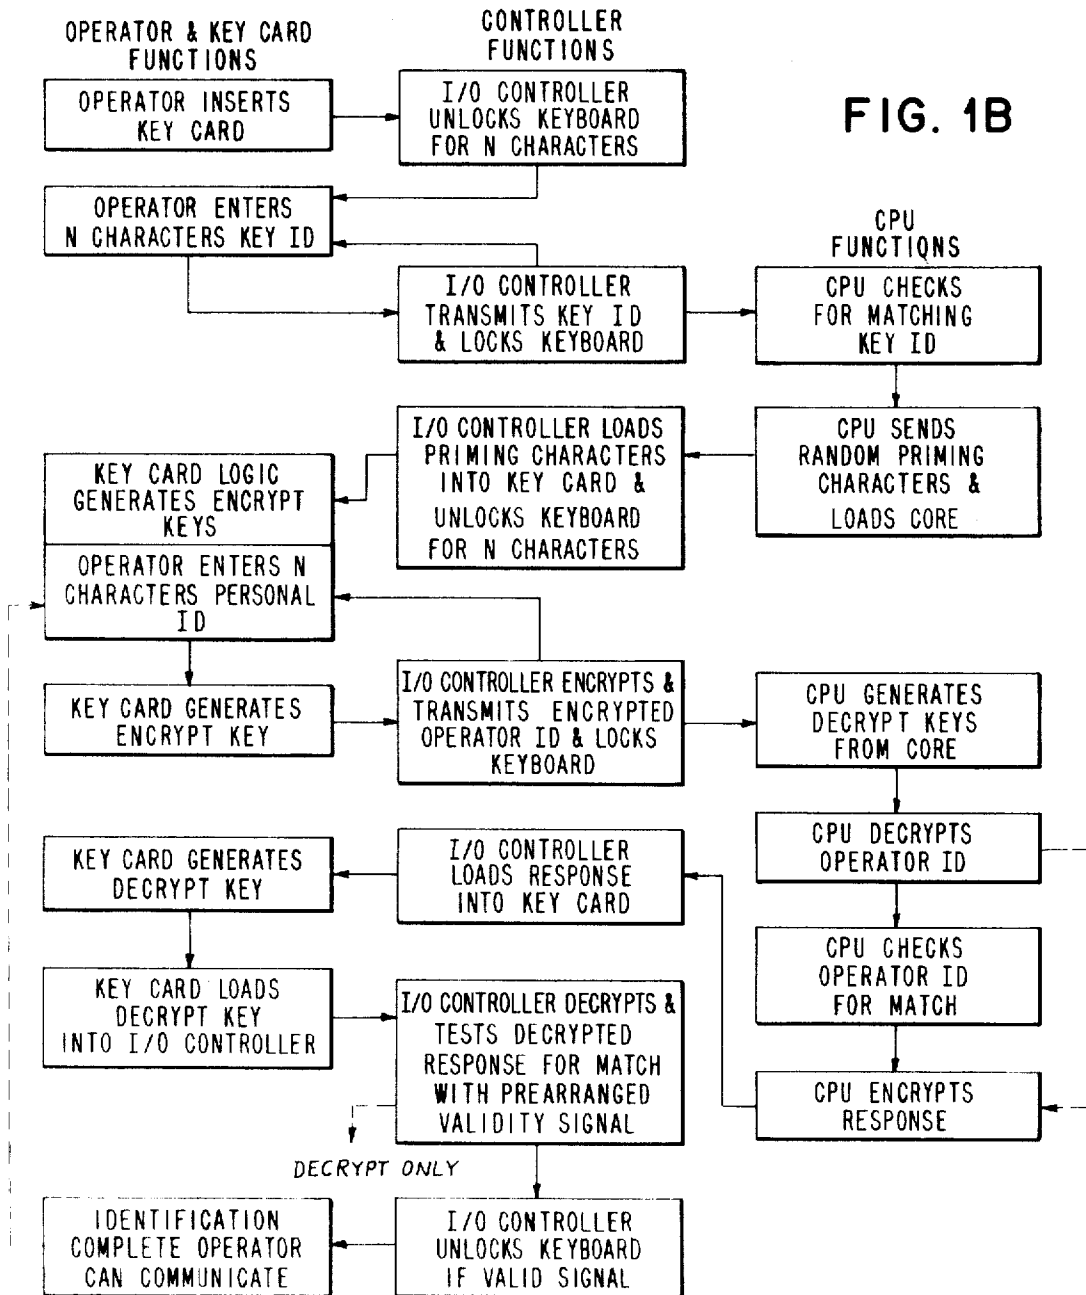 OPERATOR & KEY CARD
FUNCTIONS
CONTROLLER
FUNCTIONS
FIG. 1B
OPERATOR INSERTS
KEY CARD
I/O CONTROLLER
UNLOCKS KEYBOARD
FOR N CHARACTERS
OPERATOR ENTERS
N CHARACTERS KEY ID
CPU
FUNCTIONS
I/O CONTROLLER
TRANSMITS KEY ID
& LOCKS KEYBOARD
CPU CHECKS
FOR MATCHING
KEY ID
I/O CONTROLLER LOADS
PRIMING CHARACTERS
INTO KEY CARD &
UNLOCKS KEYBOARD
FOR N CHARACTERS
CPU SENDS
RANDOM PRIMING
CHARACTERS &
LOADS CORE
KEY CARD LOGIC
GENERATES ENCRYPT
KEYS
OPERATOR ENTERS N
CHARACTERS PERSONAL
ID
KEY CARD GENERATES
ENCRYPT KEY
I/O CONTROLLER ENCRYPTS &
TRANSMITS ENCRYPTED
OPERATOR ID & LOCKS
KEYBOARD
CPU GENERATES
DECRYPT KEYS
FROM CORE
CPU DECRYPTS
OPERATOR ID
KEY CARD GENERATES
DECRYPT KEY
I/O CONTROLLER
LOADS RESPONSE
INTO KEY CARD
CPU CHECKS
OPERATOR ID
FOR MATCH
KEY CARD LOADS
DECRYPT KEY
INTO I/O CONTROLLER
I/O CONTROLLER DECRYPTS &
TESTS DECRYPTED
RESPONSE FOR MATCH
WITH PREARRANGED
VALIDITY SIGNAL
CPU ENCRYPTS
RESPONSE
DECRYPT ONLY
IDENTIFICATION
COMPLETE OPERATOR
CAN COMMUNICATE
I/O CONTROLLER
UNLOCKS KEYBOARD
IF VALID SIGNAL